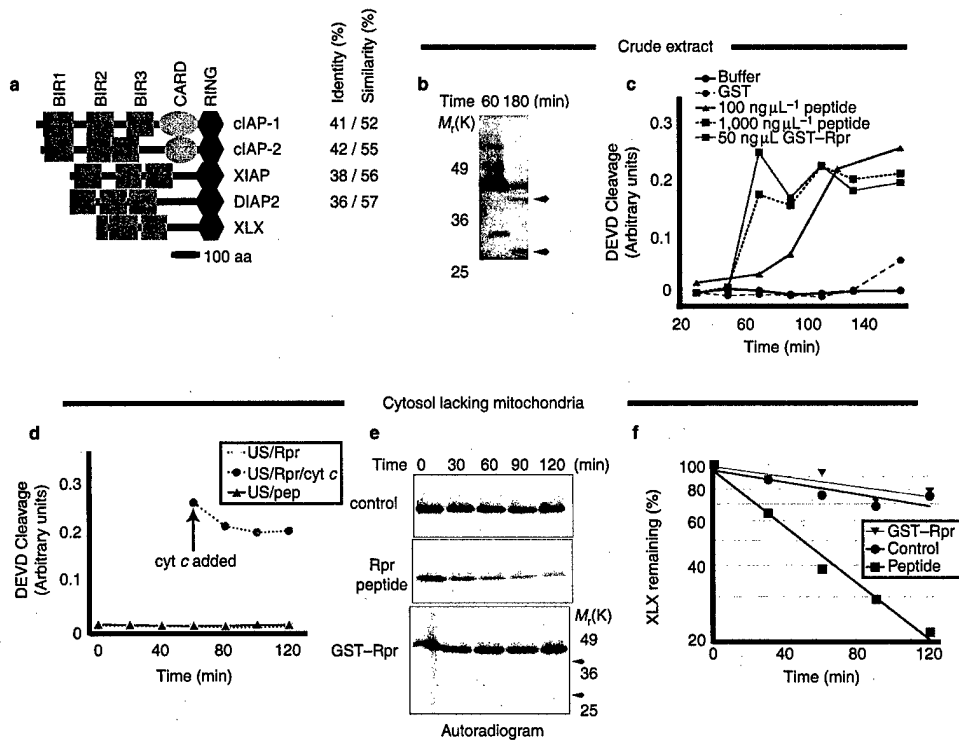 Crude extract
a
BIR1
BIR2
BIR3
CARD
RING
Identity (%)
Similarity (%)
cIAP-1 41 / 52
cIAP-2 42 / 55
XIAP 38 / 56
DIAP2 36 / 57
XLX
100 aa
b
Time 60 180 (min)
Mr(K)
49
36
25
c
Buffer
GST
100 ng µL–1 peptide
1,000 ng µL–1 peptide
50 ng µL GST–Rpr
DEVD Cleavage
(Arbitrary units)
0.3
0.2
0.1
0
20 60 100 140
Time (min)
Cytosol lacking mitochondria
d
US/Rpr
US/Rpr/cyt c
US/pep
DEVD Cleavage
(Arbitrary units)
0.3
0.2
0.1
0
cyt c added
0 40 80 120
Time (min)
e
Time 0 30 60 90 120 (min)
control
Rpr
peptide
GST–Rpr
Mr(K)
49
36
25
Autoradiogram
f
XLX remaining (%)
100
80
60
40
20
GST–Rpr
Control
Peptide
0 40 80 120
Time (min)